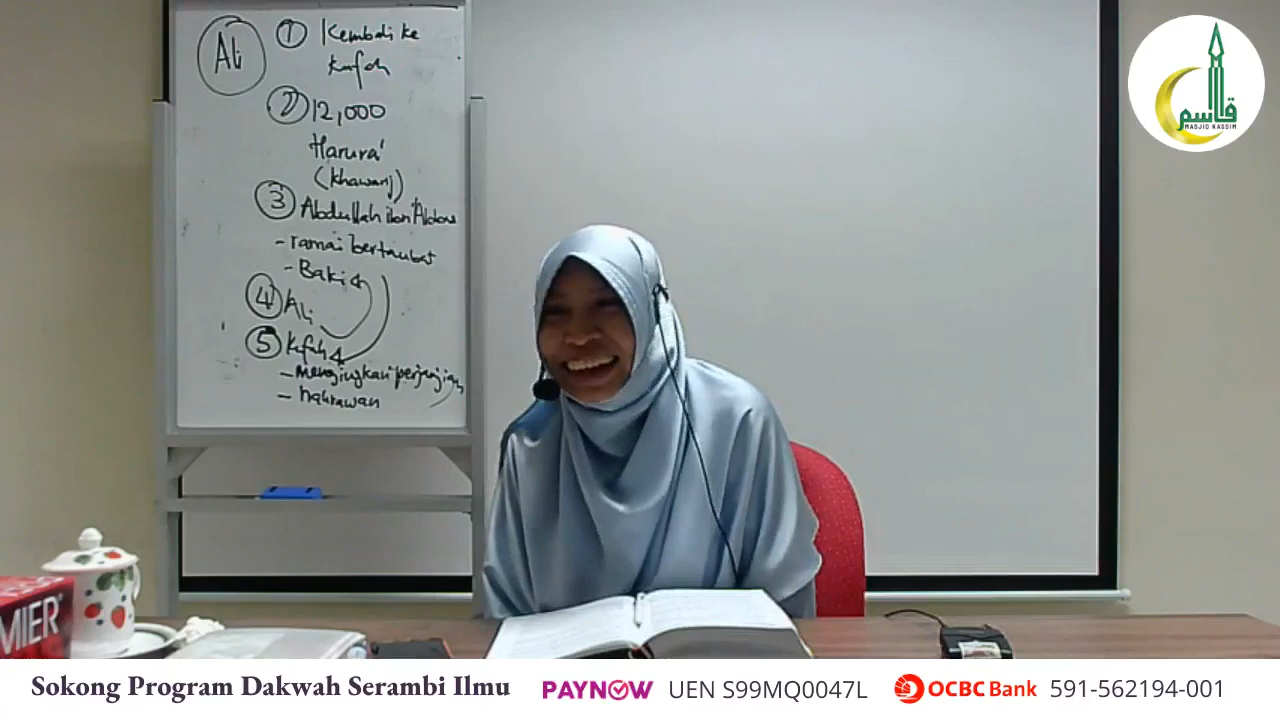 Ali
① Kembali ke
Kufah
② 12,000
Harura'
(Khawarij)
③ Abdullah ibn
- ramai bertaubat
- Baki
④ Ali
⑤ Kufah
- mengingkari perjanjian
- Nahrawan
قاسم
MASJID KASSIM
MIER
Sokong Program Dakwah Serambi Ilmu
PAYNOW UEN S99MQ0047L
OCBC Bank 591-562194-001